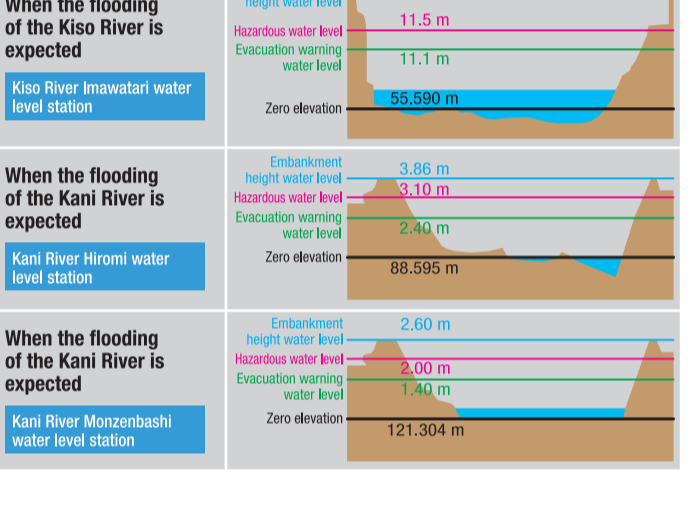 When the flooding
of the Kiso River is
expected
Kiso River Imawatari water
level station
height water level
Hazardous water level
11.5 m
Evacuation warning
water level
11.1 m
55.590 m
Zero elevation
When the flooding
of the Kani River is
expected
Kani River Hiromi water
level station
Embankment
height water level
3.86 m
Hazardous water level
3.10 m
Evacuation warning
water level
2.40 m
Zero elevation
88.595 m
When the flooding
of the Kani River is
expected
Kani River Monzenbashi
water level station
Embankment
height water level
2.60 m
Hazardous water level
2.00 m
Evacuation warning
water level
1.40 m
Zero elevation
121.304 m